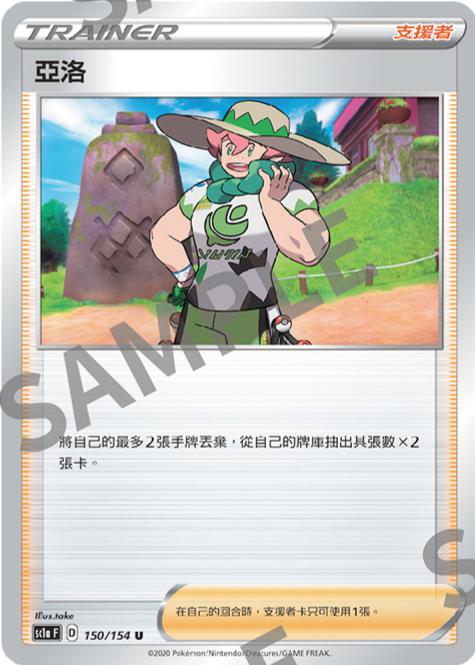 TRAINER
支援者
亞洛
SAMPLE
將自己的最多2張手牌丟棄，從自己的牌庫抽出其張數×2
張卡。
Illus.take
sc1a F D 150/154 U
在自己的回合時，支援者卡只可使用1張。
©2020 Pokémon/Nintendo/Creatures/GAME FREAK.